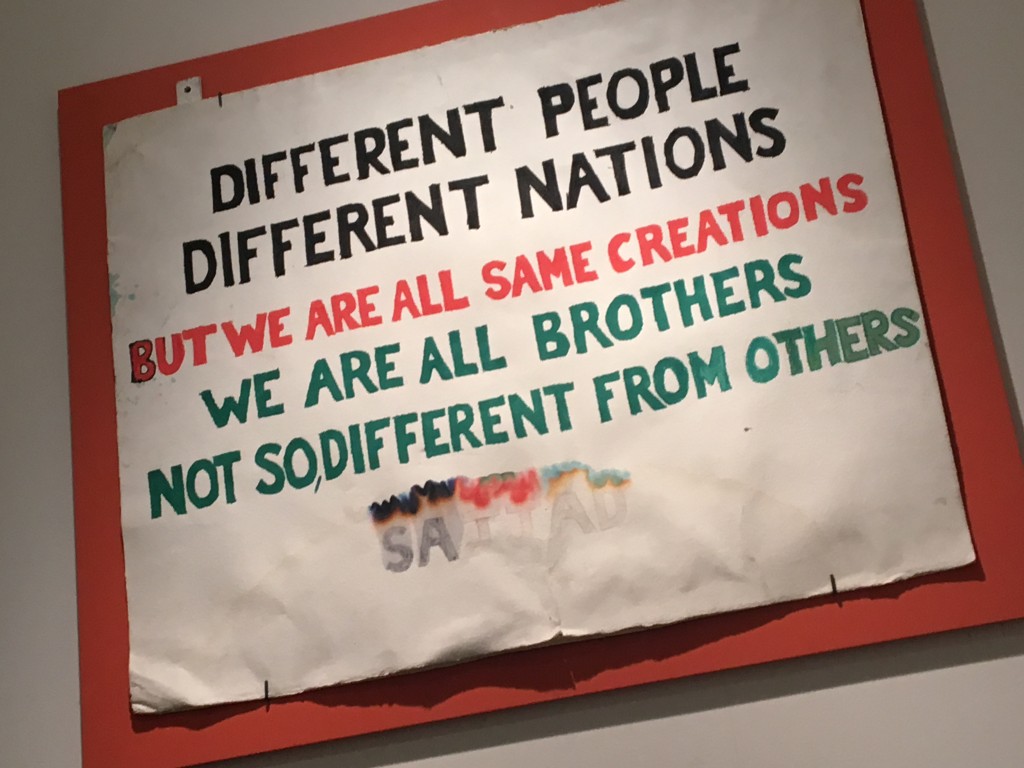 DIFFERENT PEOPLE
DIFFERENT NATIONS
BUT WE ARE ALL SAME CREATIONS
WE ARE ALL BROTHERS
NOT SO,DIFFERENT FROM OTHERS